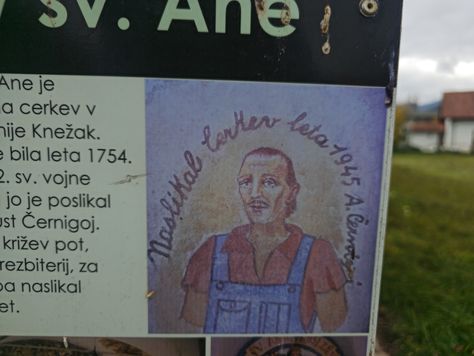 sv. Ane
Ane je
na cerkev v
nije Knežak.
e bila leta 1754.
2. sv. vojne
jo je poslikal
ust Černigoj.
križev pot,
rezbiterij, za
pa naslikal
et.
Naslikal cerkev leta 1945 A. Černigoj